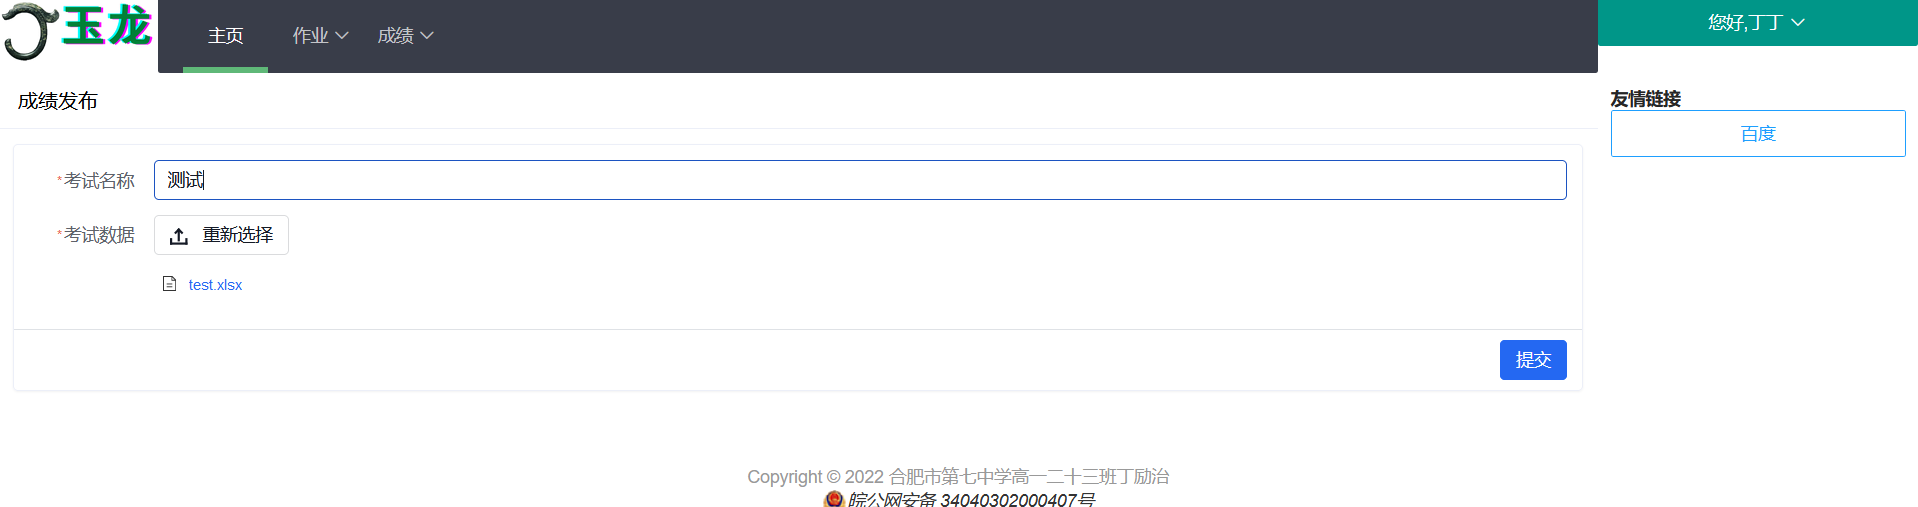 玉龙
主页 作业 成绩
您好,丁丁
成绩发布
友情链接
百度
*考试名称 测试
*考试数据 重新选择
test.xlsx
提交
Copyright © 2022 合肥市第七中学高一二十三班丁励治
皖公网安备 34040302000407号